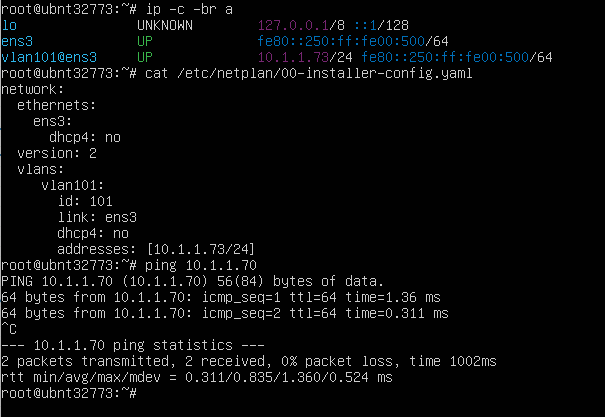 root@ubnt32773:~# ip -c -br a
lo               UNKNOWN        127.0.0.1/8 ::1/128
ens3             UP             fe80::250:ff:fe00:500/64
vlan101@ens3     UP             10.1.1.73/24 fe80::250:ff:fe00:500/64
root@ubnt32773:~# cat /etc/netplan/00-installer-config.yaml
network:
  ethernets:
    ens3:
      dhcp4: no
  version: 2
  vlans:
     vlan101:
       id: 101
       link: ens3
       dhcp4: no
       addresses: [10.1.1.73/24]
root@ubnt32773:~# ping 10.1.1.70
PING 10.1.1.70 (10.1.1.70) 56(84) bytes of data.
64 bytes from 10.1.1.70: icmp_seq=1 ttl=64 time=1.36 ms
64 bytes from 10.1.1.70: icmp_seq=2 ttl=64 time=0.311 ms
^C
--- 10.1.1.70 ping statistics ---
2 packets transmitted, 2 received, 0% packet loss, time 1002ms
rtt min/avg/max/mdev = 0.311/0.835/1.360/0.524 ms
root@ubnt32773:~#